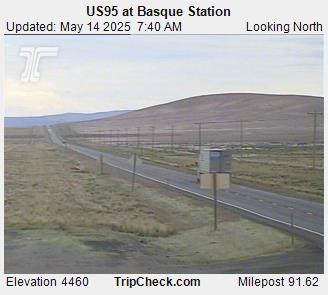 US95 at Basque Station
Updated: May 14 2025 7:40 AM Looking North
Elevation 4460 TripCheck.com Milepost 91.62